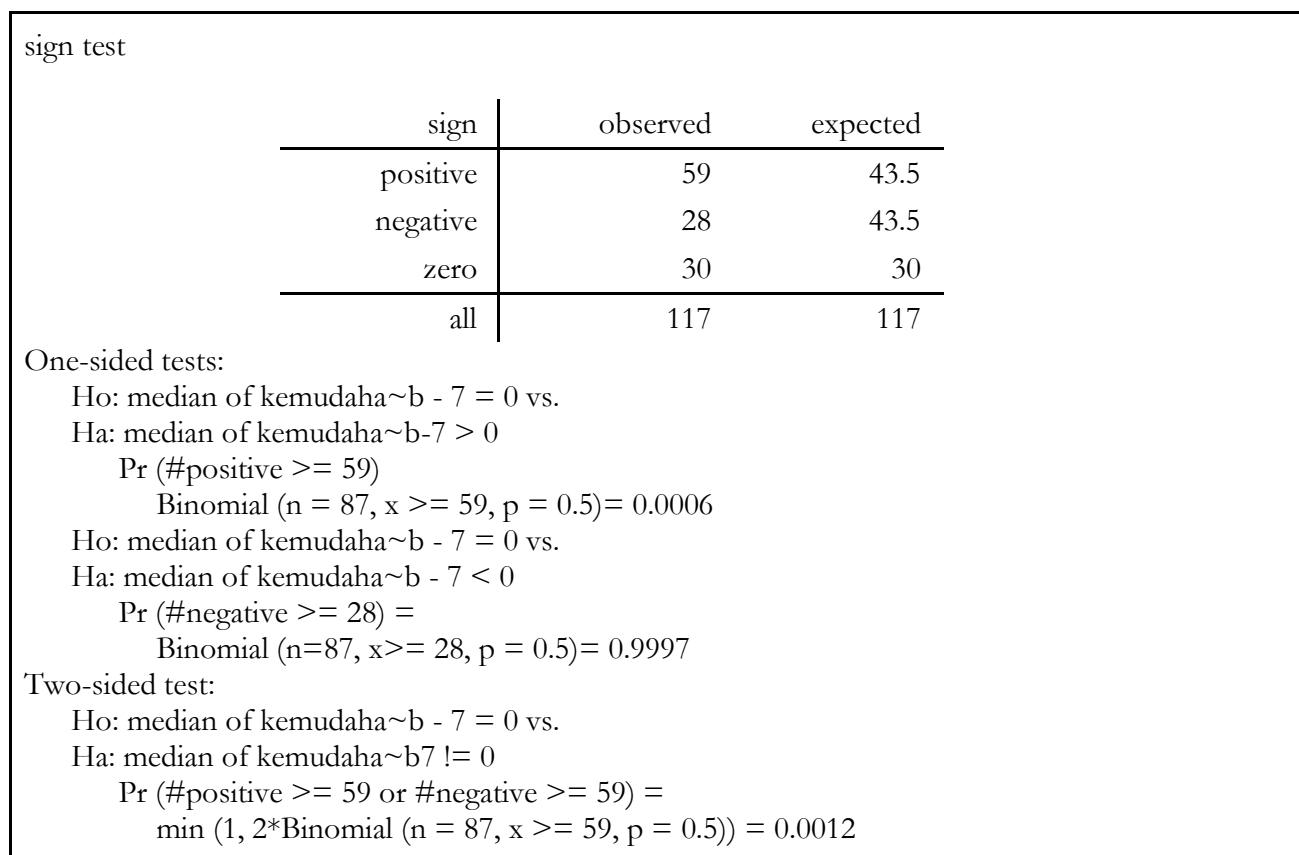 sign test
sign observed expected
positive 59 43.5
negative 28 43.5
zero 30 30
all 117 117
One-sided tests:
Ho: median of kemudaha~b - 7 = 0 vs.
Ha: median of kemudaha~b-7 > 0
Pr (#positive >= 59)
Binomial (n = 87, x >= 59, p = 0.5)= 0.0006
Ho: median of kemudaha~b - 7 = 0 vs.
Ha: median of kemudaha~b - 7 < 0
Pr (#negative >= 28) =
Binomial (n=87, x>= 28, p = 0.5)= 0.9997
Two-sided test:
Ho: median of kemudaha~b - 7 = 0 vs.
Ha: median of kemudaha~b7 != 0
Pr (#positive >= 59 or #negative >= 59) =
min (1, 2*Binomial (n = 87, x >= 59, p = 0.5)) = 0.0012